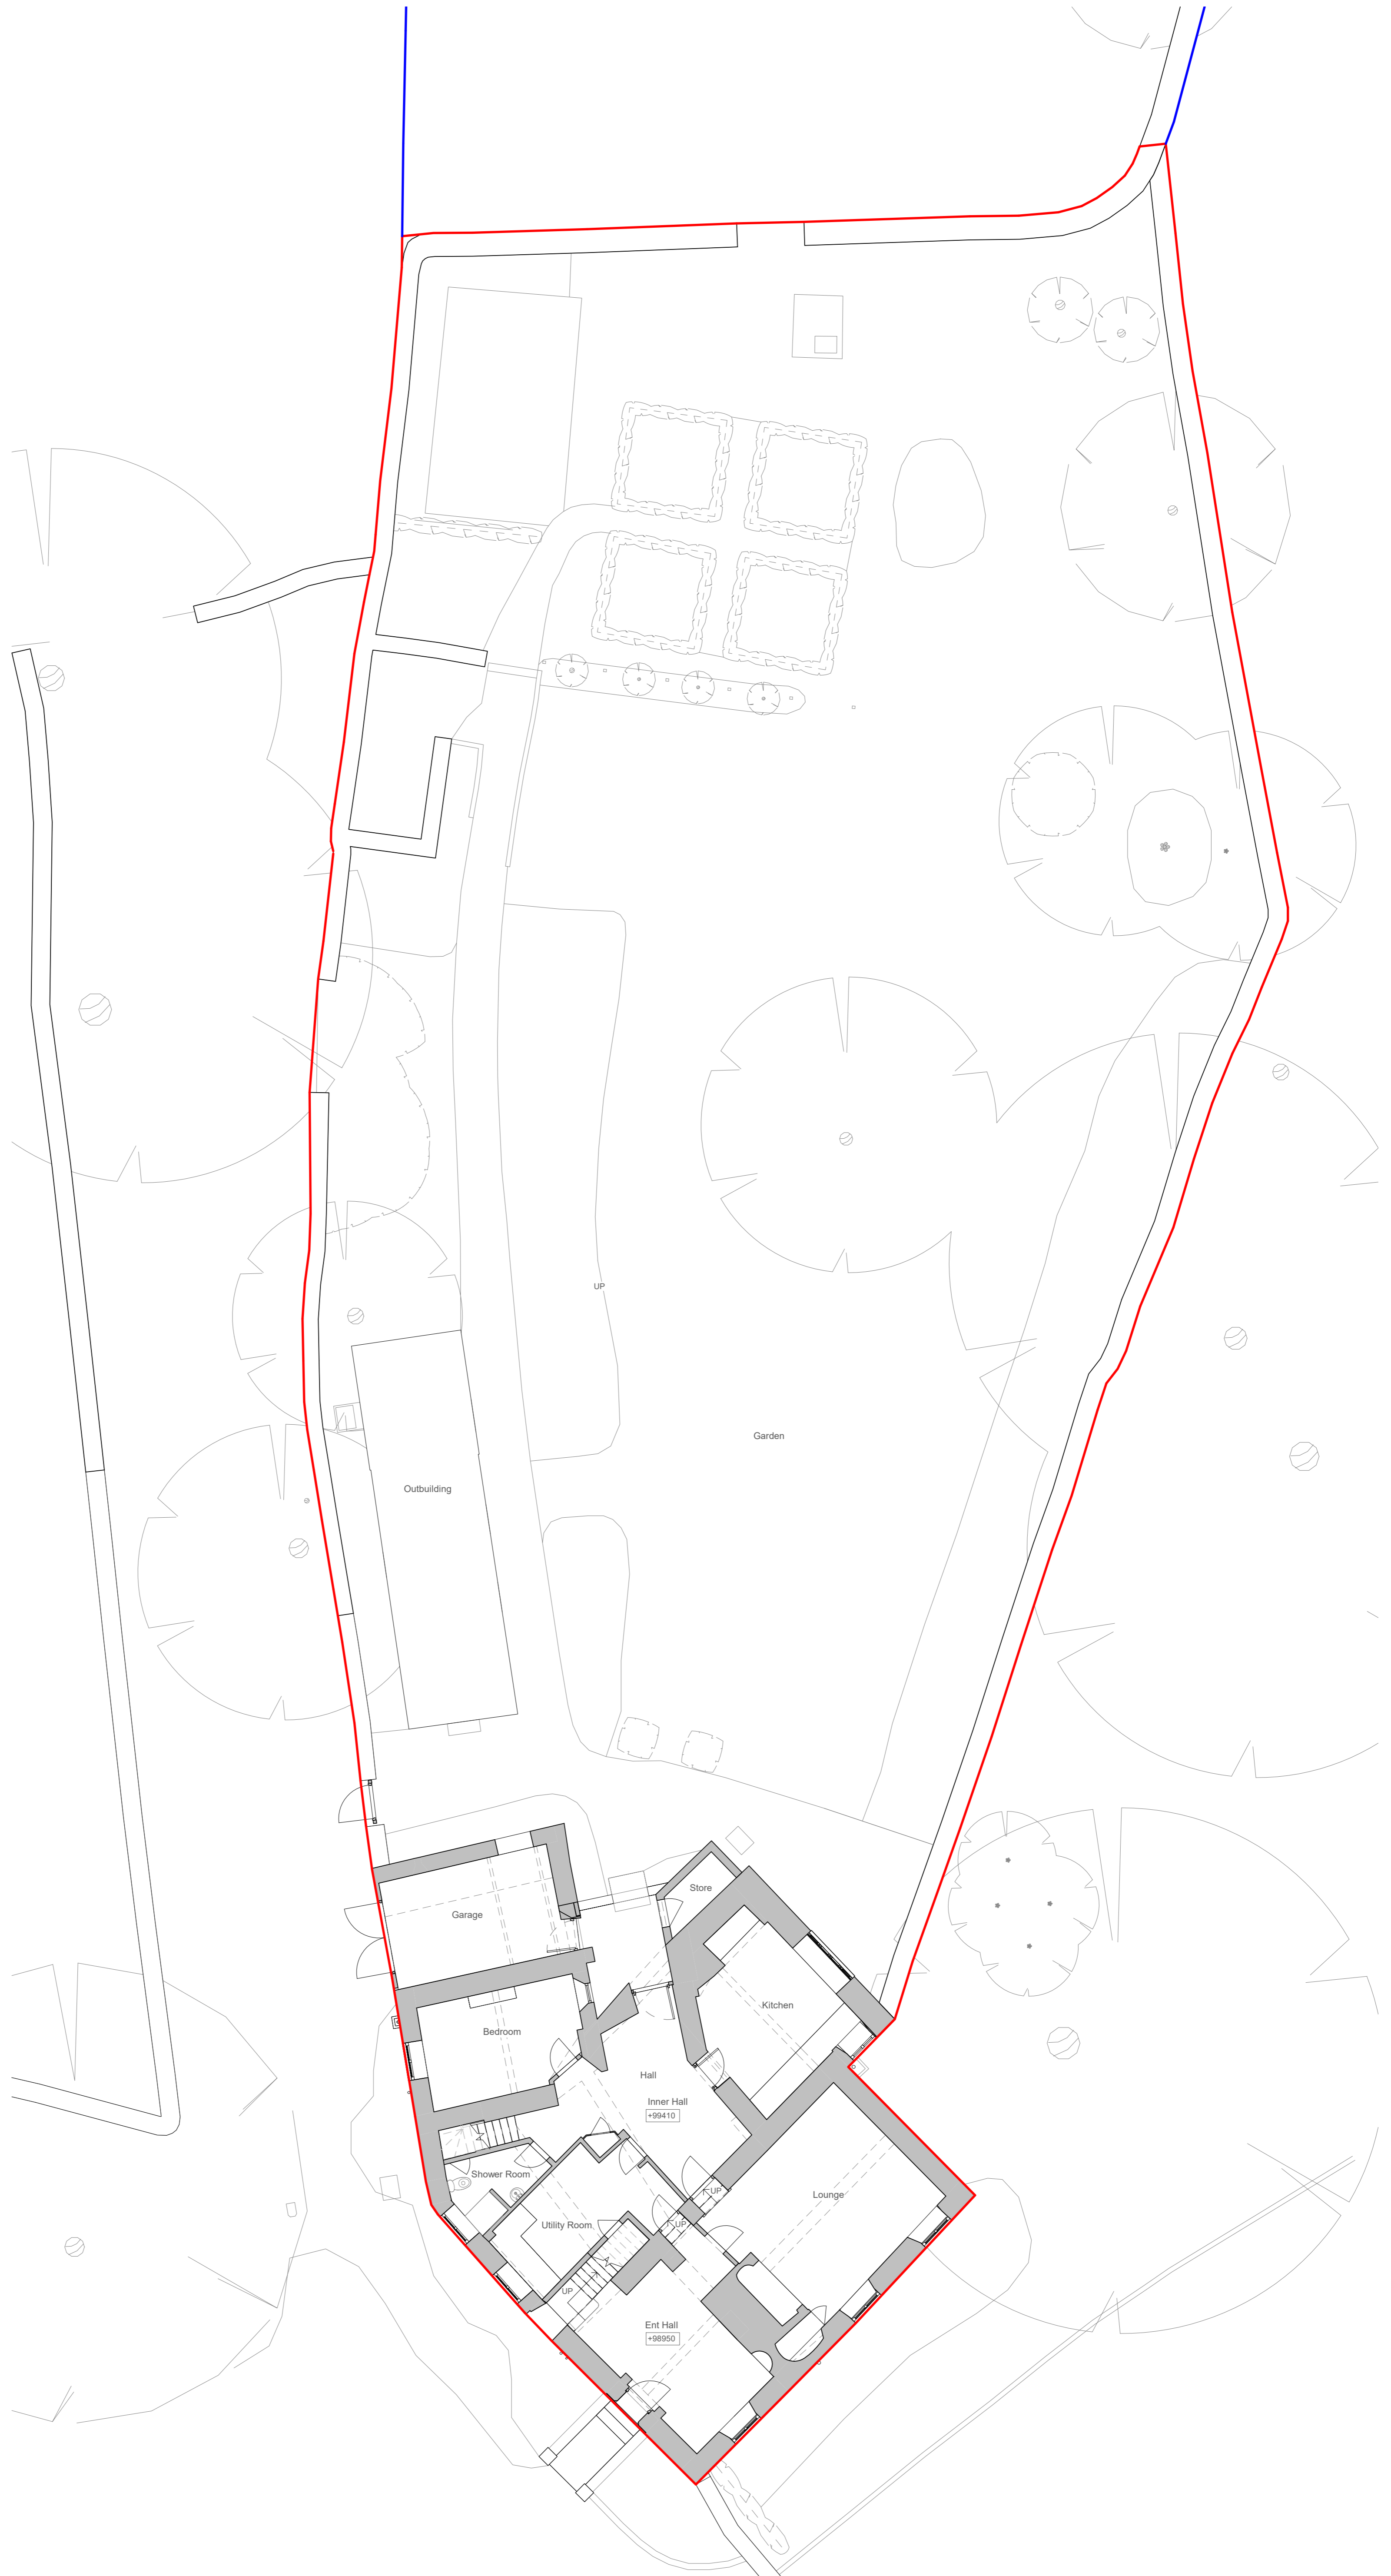 UP
Garden
Outbuilding
Store
Garage
Kitchen
Bedroom
Hall
Inner Hall
+99410
Shower Room
UP
Lounge
Utility Room
UP
UP
Ent Hall
+98950